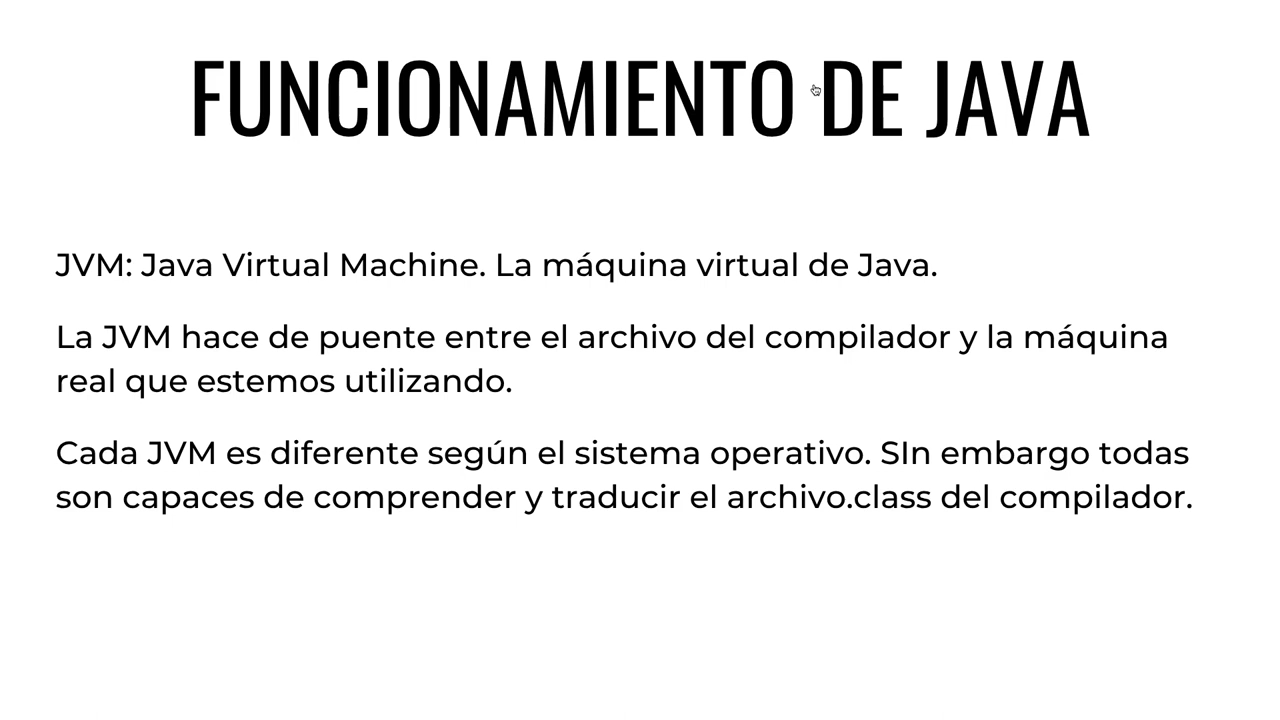 FUNCIONAMIENTO DE JAVA
JVM: Java Virtual Machine. La máquina virtual de Java.
La JVM hace de puente entre el archivo del compilador y la máquina
real que estemos utilizando.
Cada JVM es diferente según el sistema operativo. SIn embargo todas
son capaces de comprender y traducir el archivo.class del compilador.